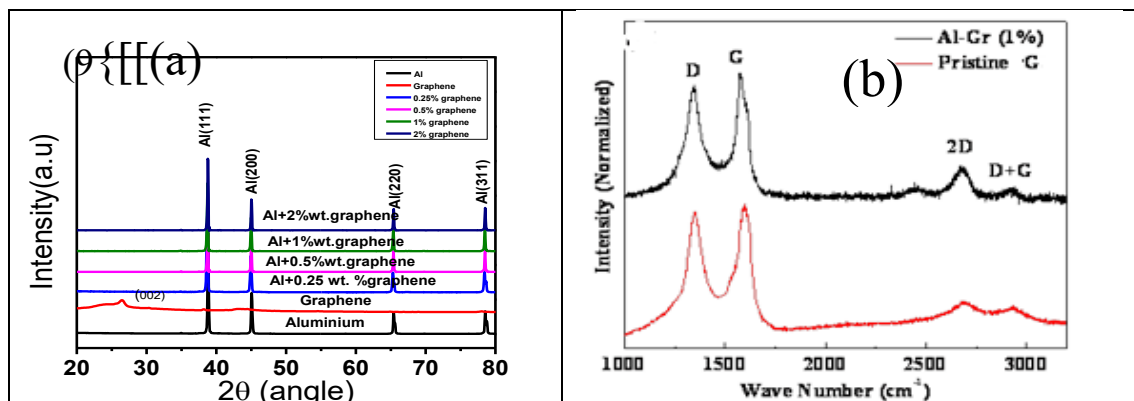 (θ{[[(a)
Al
Graphene
0.25% graphene
0.5% graphene
1% graphene
2% graphene
Al(111)
Al(200)
Al(220)
Al(311)
Al+2%wt.graphene
Al+1%wt.graphene
Al+0.5%wt.graphene
Al+0.25 wt. %graphene
(002)
Graphene
Aluminium
Intensity(a.u)
20 30 40 50 60 70 80
2θ (angle)
(b)
Al-Gr (1%)
Pristine G
D
G
2D
D+G
Intensity (Normalized)
1000 1500 2000 2500 3000
Wave Number (cm⁻¹)